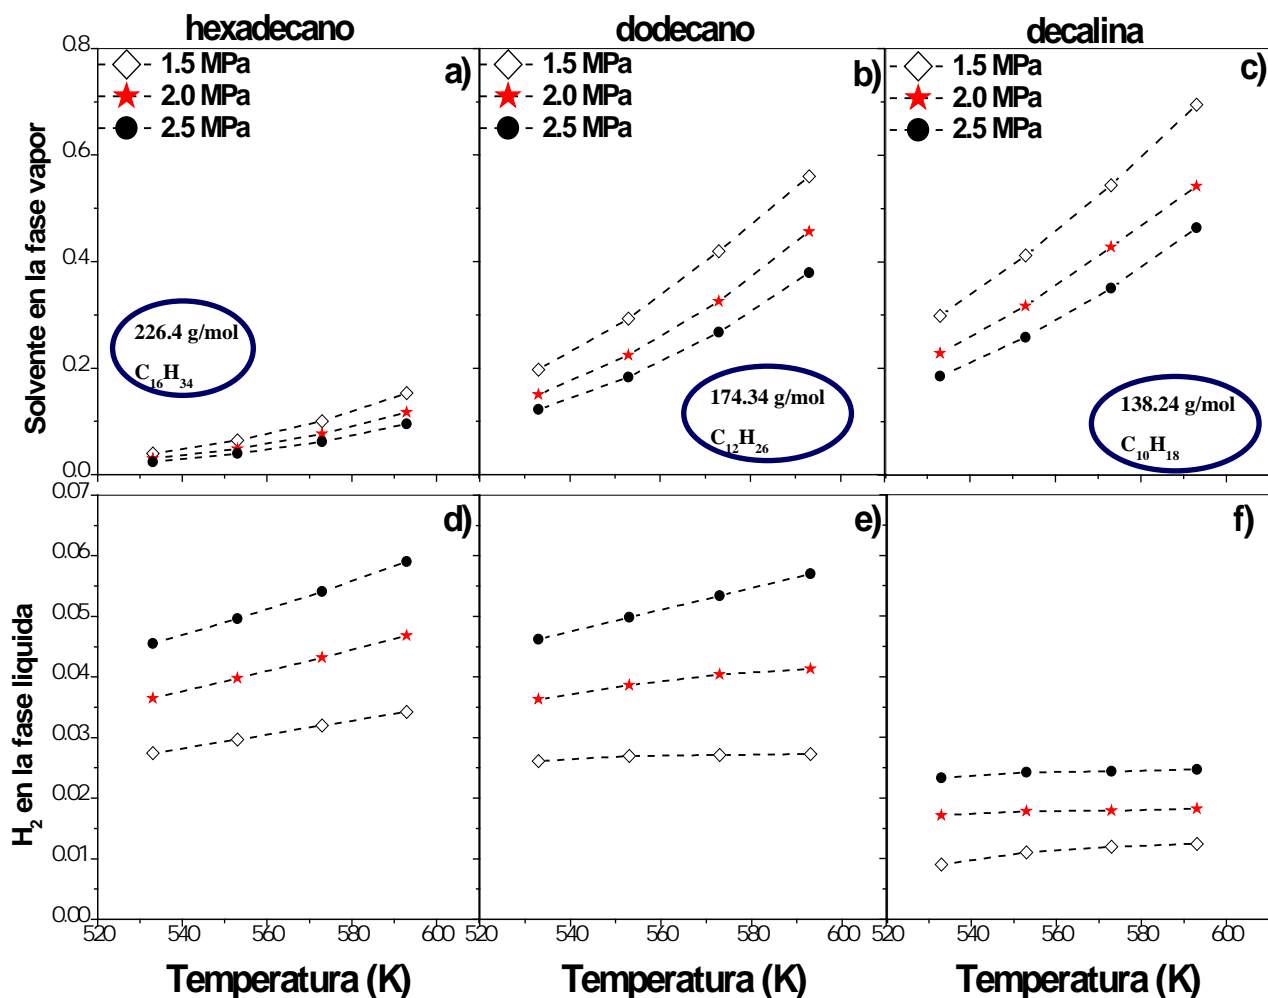 hexadecano
dodecano
decalina
0.8
0.6
0.4
0.2
0.0
Solvente en la fase vapor
1.5 MPa
2.0 MPa
2.5 MPa
a)
226.4 g/mol
C16H34
1.5 MPa
2.0 MPa
2.5 MPa
b)
174.34 g/mol
C12H26
1.5 MPa
2.0 MPa
2.5 MPa
c)
138.24 g/mol
C10H18
0.07
0.06
0.05
0.04
0.03
0.02
0.01
0.00
H2 en la fase liquida
d)
e)
f)
520 540 560 580 600
520 540 560 580 600
520 540 560 580 600
Temperatura (K)
Temperatura (K)
Temperatura (K)